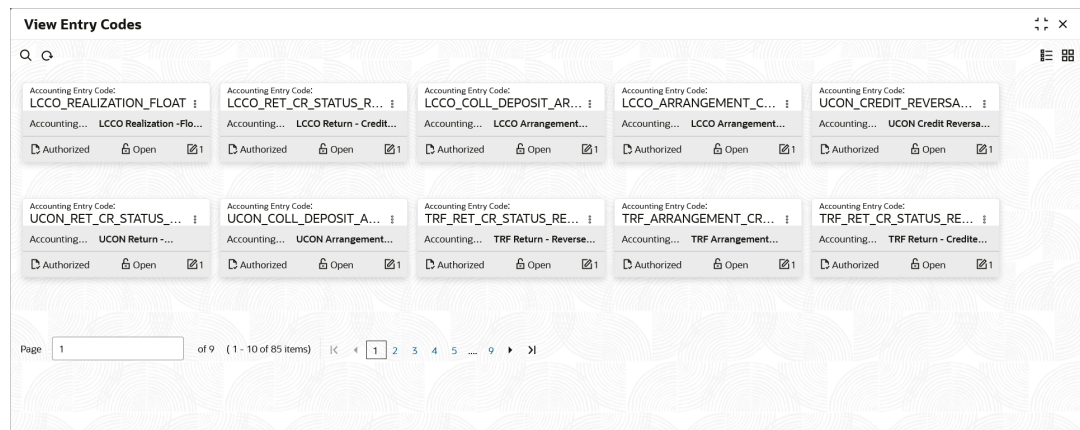 View Entry Codes
Accounting Entry Code: Accounting Entry Code: Accounting Entry Code: Accounting Entry Code: Accounting Entry Code:
LCCO_REALIZATION_FLOAT LCCO_RET_CR_STATUS_R... LCCO_COLL_DEPOSIT_AR... LCCO_ARRANGEMENT_C... UCON_CREDIT_REVERSA...
Accounting... LCCO Realization -Flo... Accounting... LCCO Return - Credit... Accounting... LCCO Arrangement... Accounting... LCCO Arrangement... Accounting... UCON Credit Reversa...
Authorized Open 1 Authorized Open 1 Authorized Open 1 Authorized Open 1 Authorized Open 1
Accounting Entry Code: Accounting Entry Code: Accounting Entry Code: Accounting Entry Code: Accounting Entry Code:
UCON_RET_CR_STATUS_... UCON_COLL_DEPOSIT_A... TRF_RET_CR_STATUS_RE... TRF_ARRANGEMENT_CR... TRF_RET_CR_STATUS_RE...
Accounting... UCON Return -... Accounting... UCON Arrangement... Accounting... TRF Return - Reverse... Accounting... TRF Arrangement... Accounting... TRF Return - Credite...
Authorized Open 1 Authorized Open 1 Authorized Open 1 Authorized Open 1 Authorized Open 1
Page 1 of 9 ( 1 - 10 of 85 items) 1 2 3 4 5 .... 9